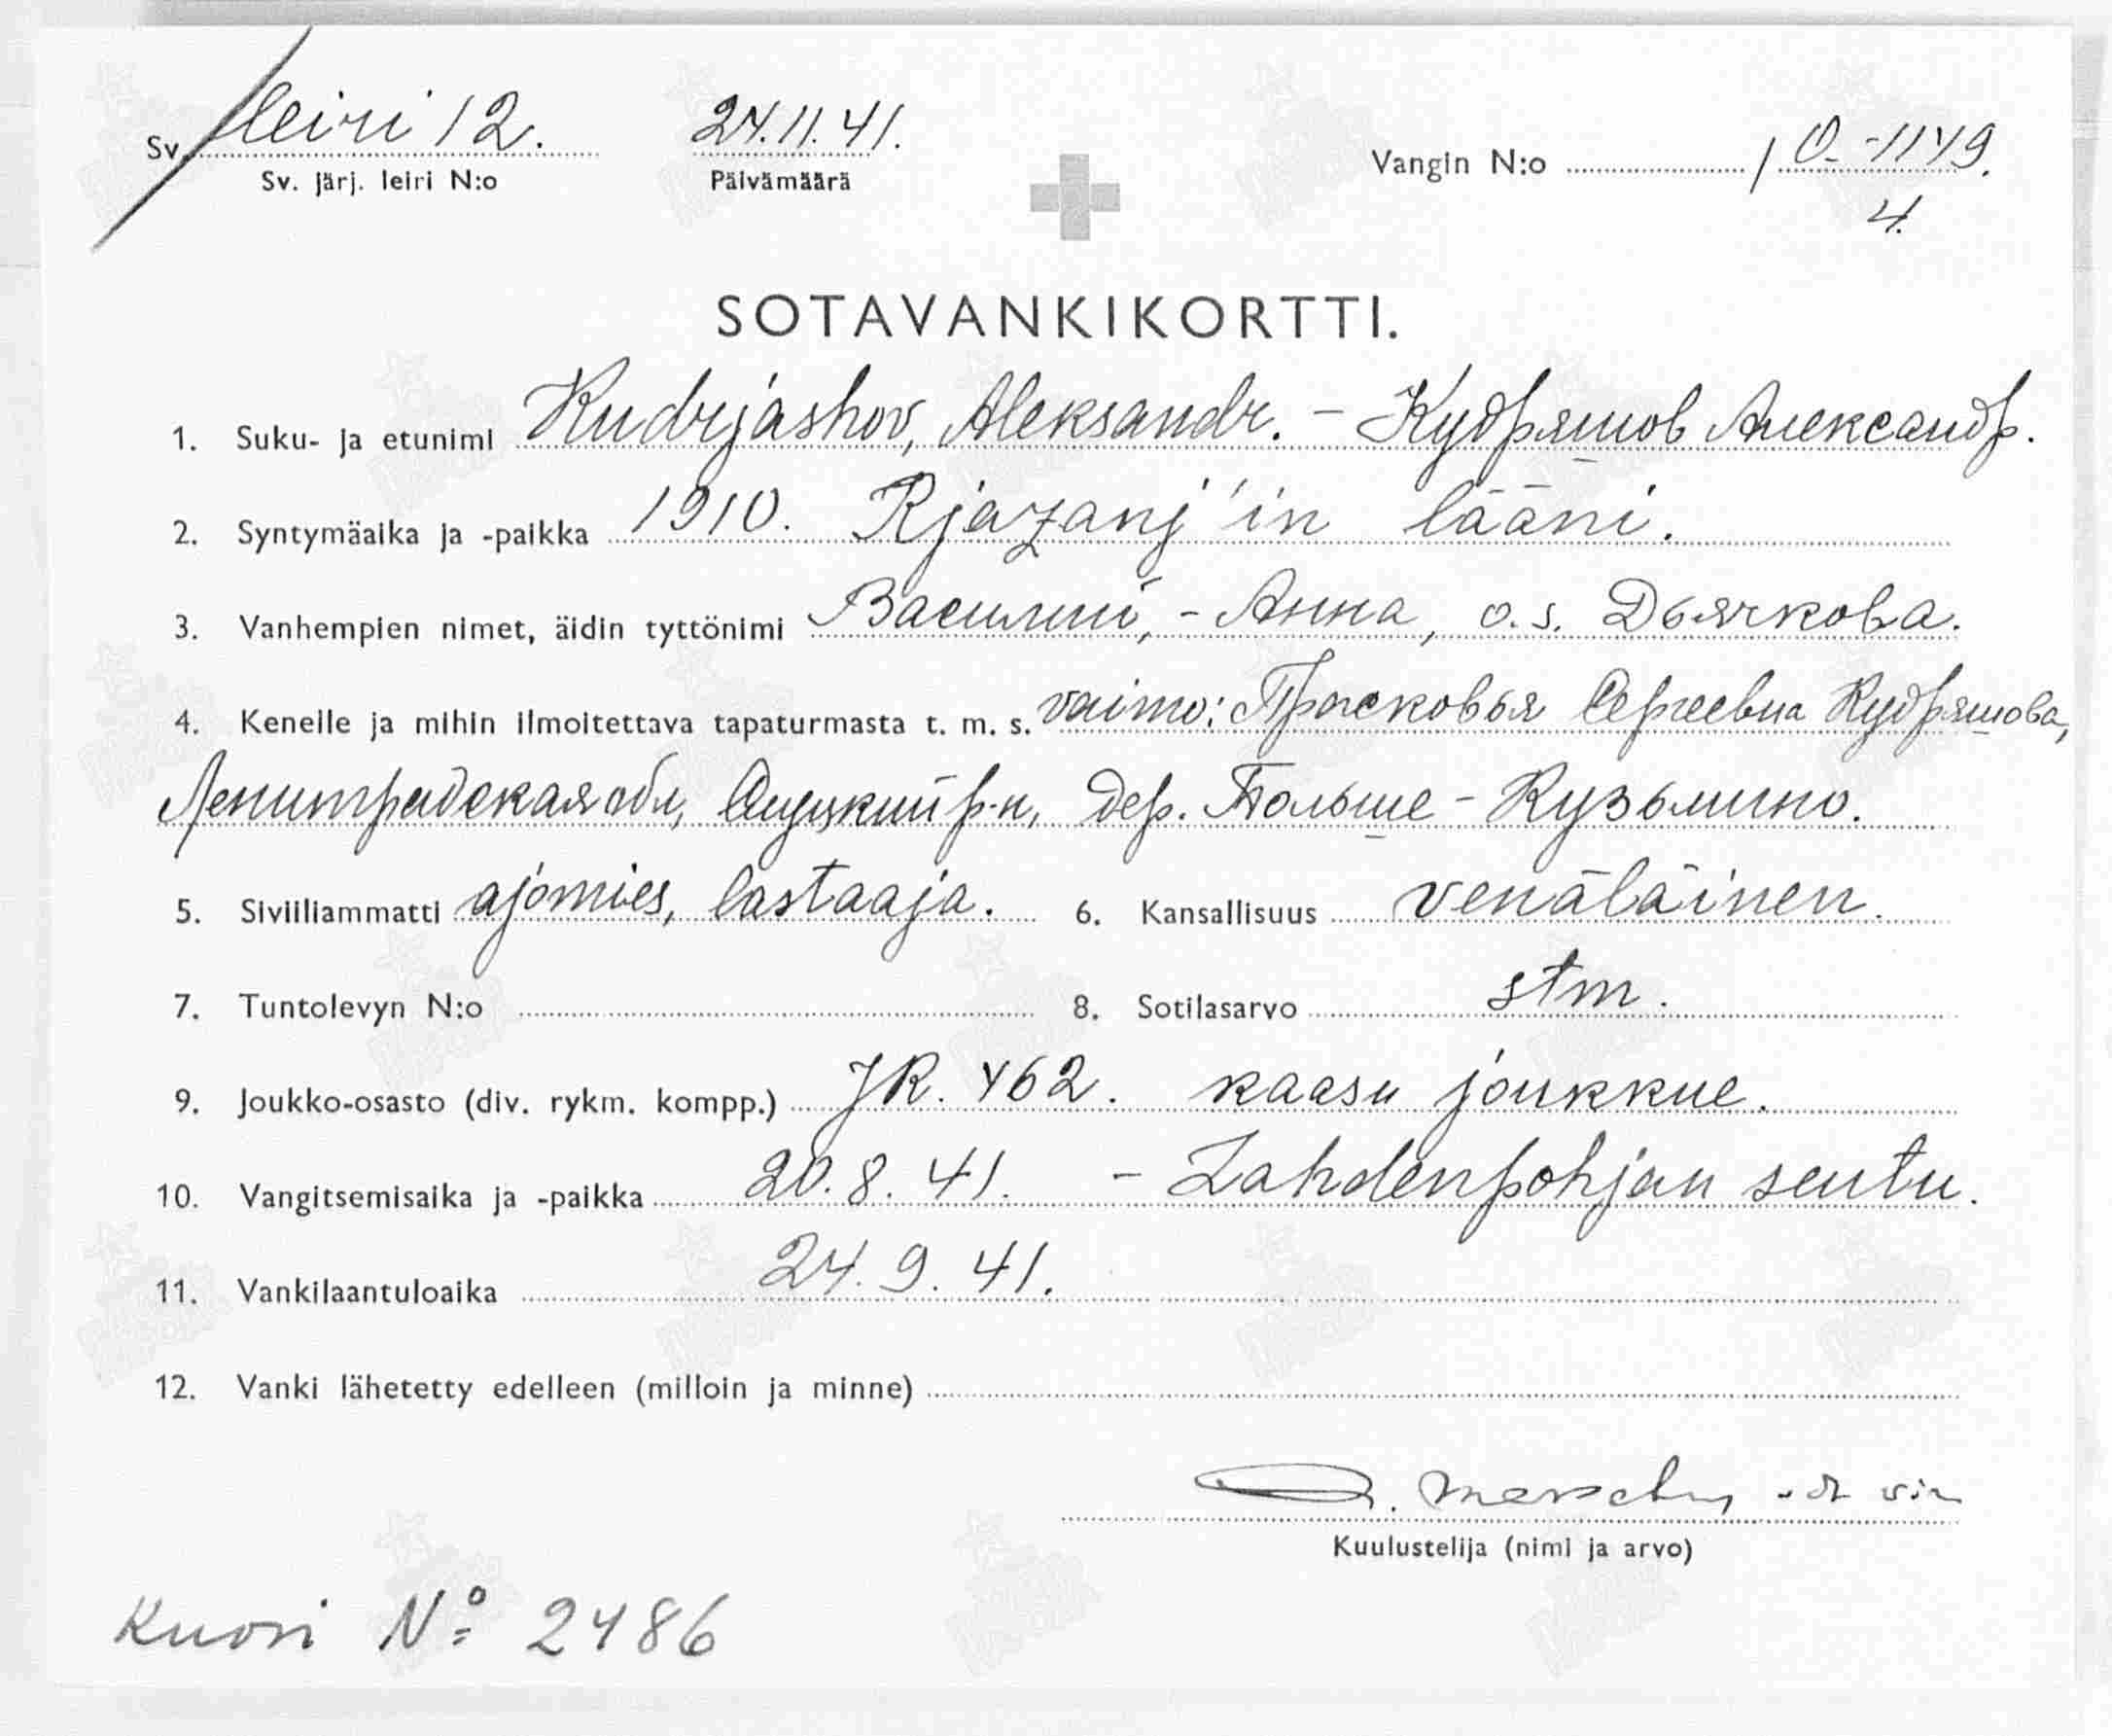 Sv. leiri 12. 24.11.41. Vangin N:o / O.-1149.
Sv. järj. leiri N:o Päivämäärä 4.
SOTAVANKIKORTTI.
1. Suku- ja etunimi Kudrjashov, Aleksandr. - Кудряшов Александр.
2. Syntymäaika ja -paikka 1910. Rjazanj'in lääni.
3. Vanhempien nimet, äidin tyttönimi Василий, - Анна, o.s. Дьячкова.
4. Kenelle ja mihin ilmoitettava tapaturmasta t. m. s. vaimo: Прасковья Сергеевна Кудряшова,
Ленинградская обл, р-н, дер. Больше - Кузьмино.
5. Siviiliammatti ajomies, lastaaja. 6. Kansallisuus venäläinen.
7. Tuntolevyn N:o 8. Sotilasarvo stm.
9. Joukko-osasto (div. rykm. kompp.) JR. 462. kaasu joukkue.
10. Vangitsemisaika ja -paikka 20.8.41. - Lahdenpohjan seutu.
11. Vankilaantuloaika 24.9.41.
12. Vanki lähetetty edelleen (milloin ja minne)
Kuulustelija (nimi ja arvo)
Kuori Nº 2486